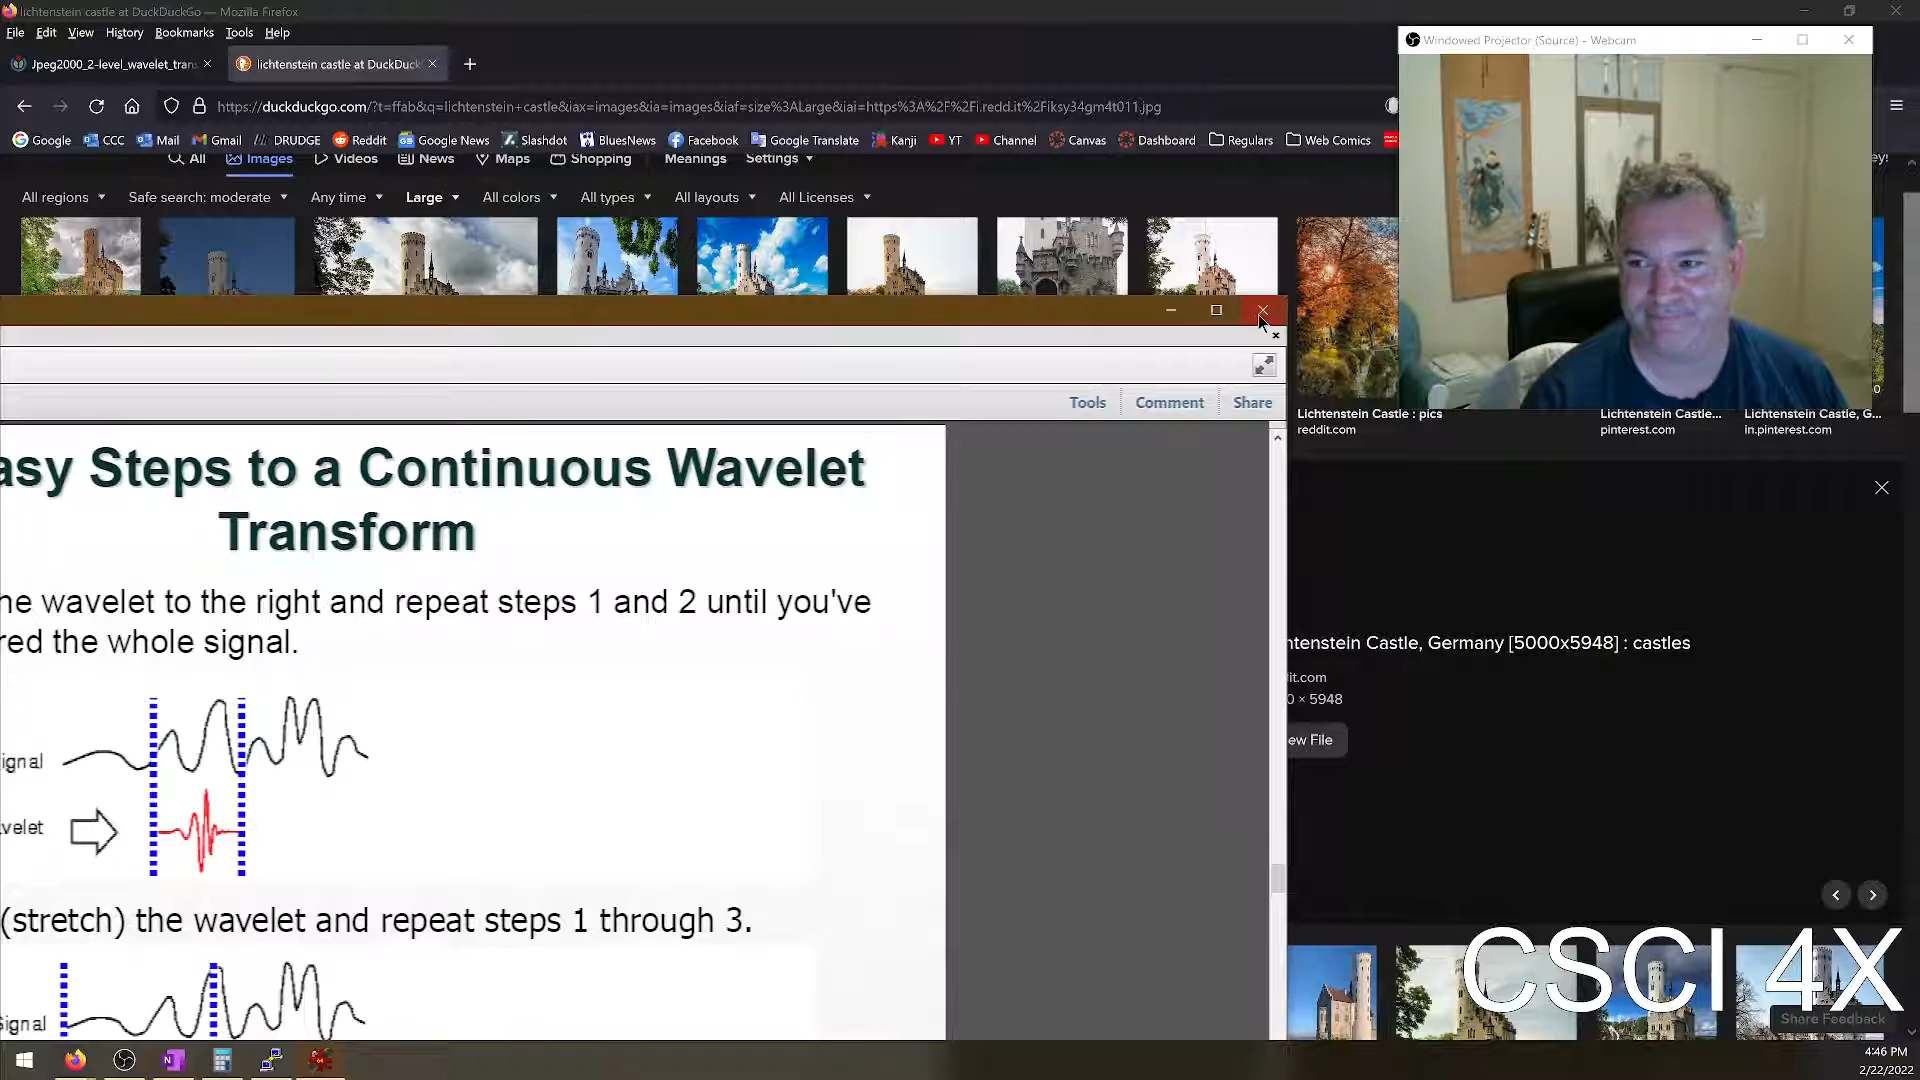 lichtenstein castle at DuckDuckGo — Mozilla Firefox
File Edit View History Bookmarks Tools Help
Windowed Projector (Source) - Webcam
Jpeg2000_2-level_wavelet_tran
lichtenstein castle at DuckDuck
https://duckduckgo.com/?t=ffab&q=lichtenstein+castle&iax=images&ia=images&iaf=size%3ALarge&iai=https%3A%2F%2Fi.redd.it%2Fiksy34gm4t011.jpg
Google CCC Mail Gmail DRUDGE Reddit Google News Slashdot BluesNews Facebook Google Translate Kanji YT Channel Canvas Dashboard Regulars Web Comics
All Images Videos News Maps Shopping Meanings Settings
ey!
All regions Safe search: moderate Any time Large All colors All types All layouts All Licenses
Tools Comment Share
Lichtenstein Castle : pics
reddit.com
Lichtenstein Castle...
pinterest.com
Lichtenstein Castle, G...
in.pinterest.com
asy Steps to a Continuous Wavelet
Transform
he wavelet to the right and repeat steps 1 and 2 until you've
red the whole signal.
ignal
avelet
(stretch) the wavelet and repeat steps 1 through 3.
Signal
htenstein Castle, Germany [5000x5948] : castles
it.com
0 × 5948
ew File
CSCI 4X
Share Feedback
4:46 PM
2/22/2022